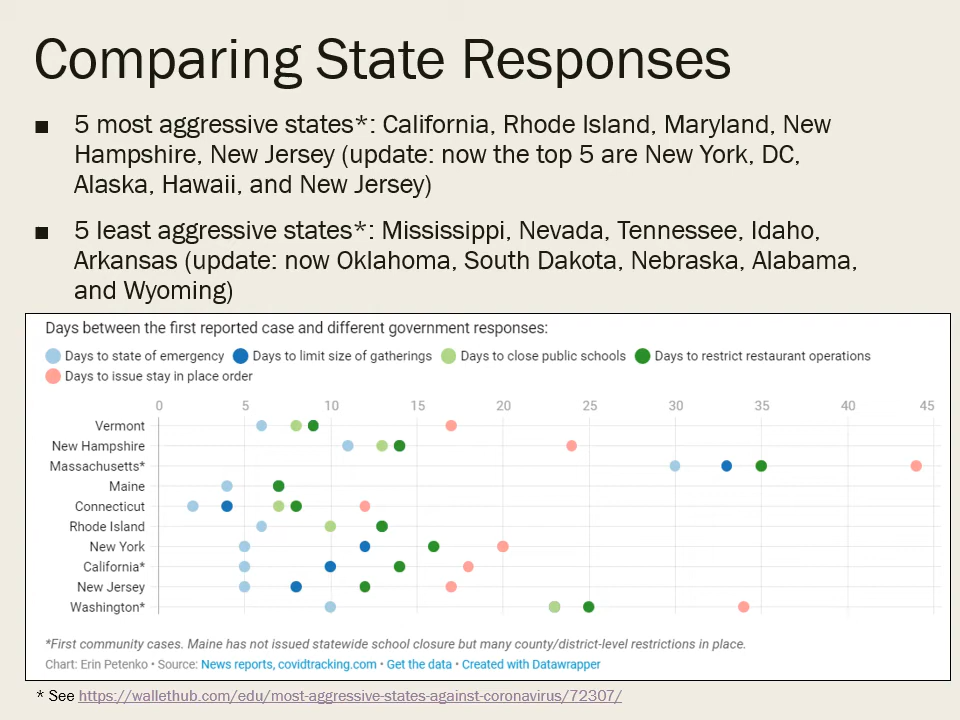 Comparing State Responses
■ 5 most aggressive states*: California, Rhode Island, Maryland, New
Hampshire, New Jersey (update: now the top 5 are New York, DC,
Alaska, Hawaii, and New Jersey)
■ 5 least aggressive states*: Mississippi, Nevada, Tennessee, Idaho,
Arkansas (update: now Oklahoma, South Dakota, Nebraska, Alabama,
and Wyoming)
Days between the first reported case and different government responses:
Days to state of emergency Days to limit size of gatherings Days to close public schools Days to restrict restaurant operations
Days to issue stay in place order
0 5 10 15 20 25 30 35 40 45
Vermont
New Hampshire
Massachusetts*
Maine
Connecticut
Rhode Island
New York
California*
New Jersey
Washington*
*First community cases. Maine has not issued statewide school closure but many county/district-level restrictions in place.
Chart: Erin Petenko • Source: News reports, covidtracking.com • Get the data • Created with Datawrapper
* See https://wallethub.com/edu/most-aggressive-states-against-coronavirus/72307/